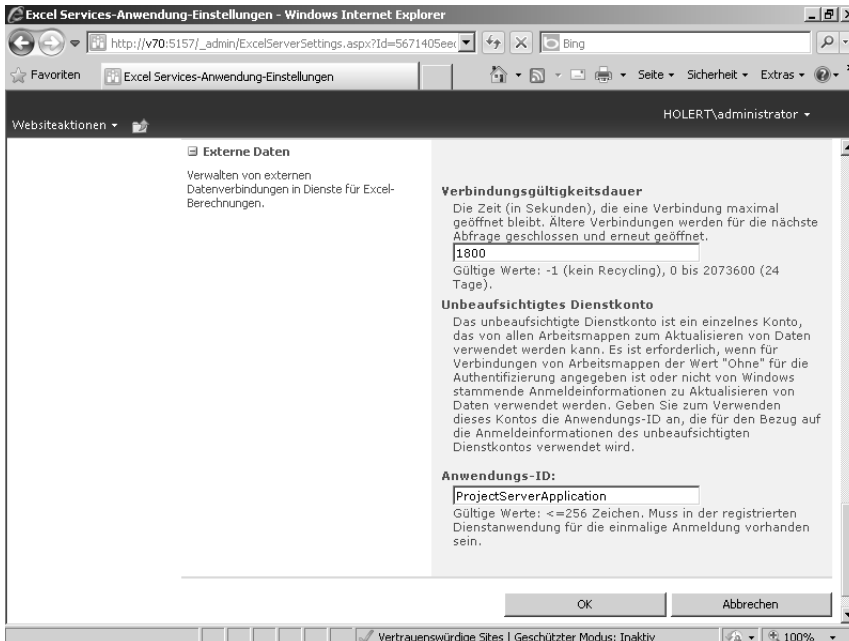 Excel Services-Anwendung-Einstellungen - Windows Internet Explorer
http://v70:5157/_admin/ExcelServerSettings.aspx?Id=5671405eec
Bing
Favoriten
Excel Services-Anwendung-Einstellungen
Seite
Sicherheit
Extras
HOLERT\administrator
Websiteaktionen
Externe Daten
Verwalten von externen
Datenverbindungen in Dienste für Excel-
Berechnungen.
Verbindungsgültigkeitsdauer
Die Zeit (in Sekunden), die eine Verbindung maximal
geöffnet bleibt. Ältere Verbindungen werden für die nächste
Abfrage geschlossen und erneut geöffnet.
1800
Gültige Werte: -1 (kein Recycling), 0 bis 2073600 (24
Tage).
Unbeaufsichtigtes Dienstkonto
Das unbeaufsichtigte Dienstkonto ist ein einzelnes Konto,
das von allen Arbeitsmappen zum Aktualisieren von Daten
verwendet werden kann. Es ist erforderlich, wenn für
Verbindungen von Arbeitsmappen der Wert "Ohne" für die
Authentifizierung angegeben ist oder nicht von Windows
stammende Anmeldeinformationen zu Aktualisieren von
Daten verwendet werden. Geben Sie zum Verwenden
dieses Kontos die Anwendungs-ID an, die für den Bezug auf
die Anmeldeinformationen des unbeaufsichtigten
Dienstkontos verwendet wird.
Anwendungs-ID:
ProjectServerApplication
Gültige Werte: <=256 Zeichen. Muss in der registrierten
Dienstanwendung für die einmalige Anmeldung vorhanden
sein.
OK
Abbrechen
Vertrauenswürdige Sites | Geschützter Modus: Inaktiv
100%